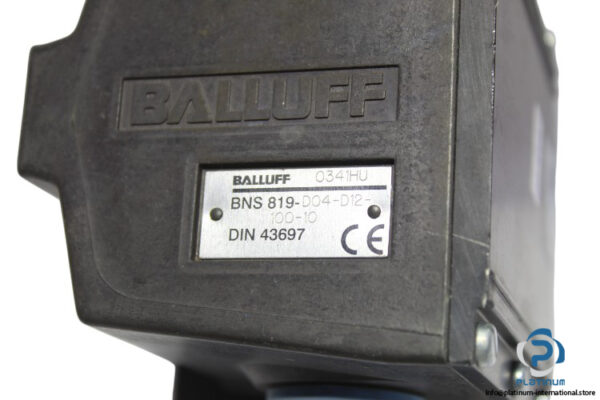 BALLUFF
BALLUFF 0341HU
BNS 819-D04-D12-
100-10
DIN 43697 CE
PLATINUM
info@platinum-international.store